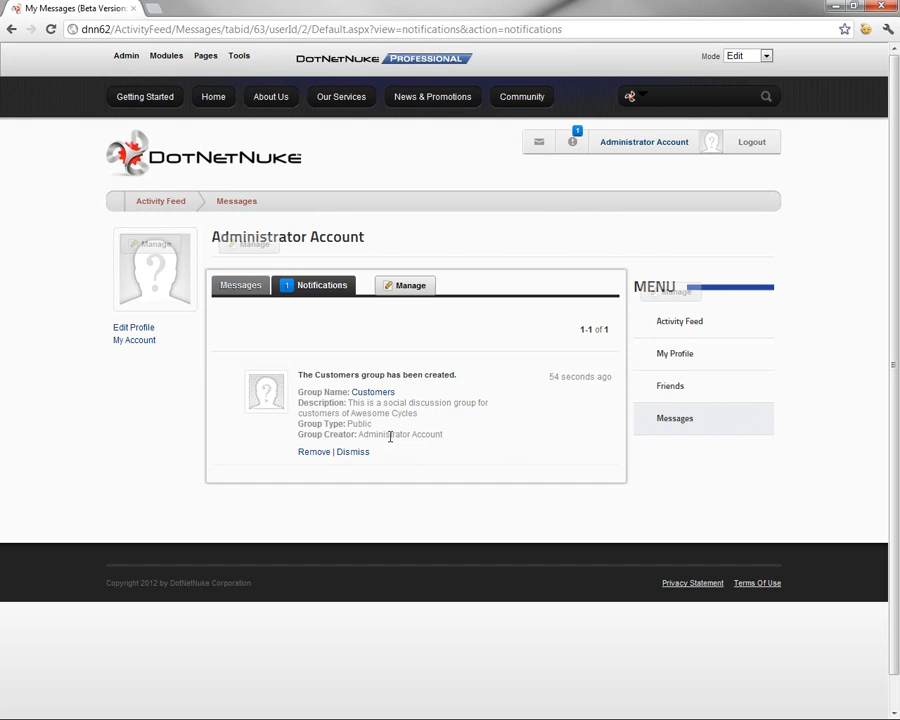 My Messages (Beta Version:
dnn62/ActivityFeed/Messages/tabid/63/userId/2/Default.aspx?view=notifications&action=notifications
Admin Modules Pages Tools
DOTNETNUKE PROFESSIONAL
Mode Edit
Getting Started Home About Us Our Services News & Promotions Community
DOTNETNUKE
1
Administrator Account Logout
Activity Feed Messages
Administrator Account
Manage
Manage
Messages 1 Notifications Manage
MENU
Manage
1-1 of 1
Activity Feed
Edit Profile
My Account
My Profile
The Customers group has been created. 54 seconds ago
Group Name: Customers
Friends
Description: This is a social discussion group for
customers of Awesome Cycles
Messages
Group Type: Public
Group Creator: Administrator Account
Remove | Dismiss
Copyright 2012 by DotNetNuke Corporation Privacy Statement Terms Of Use